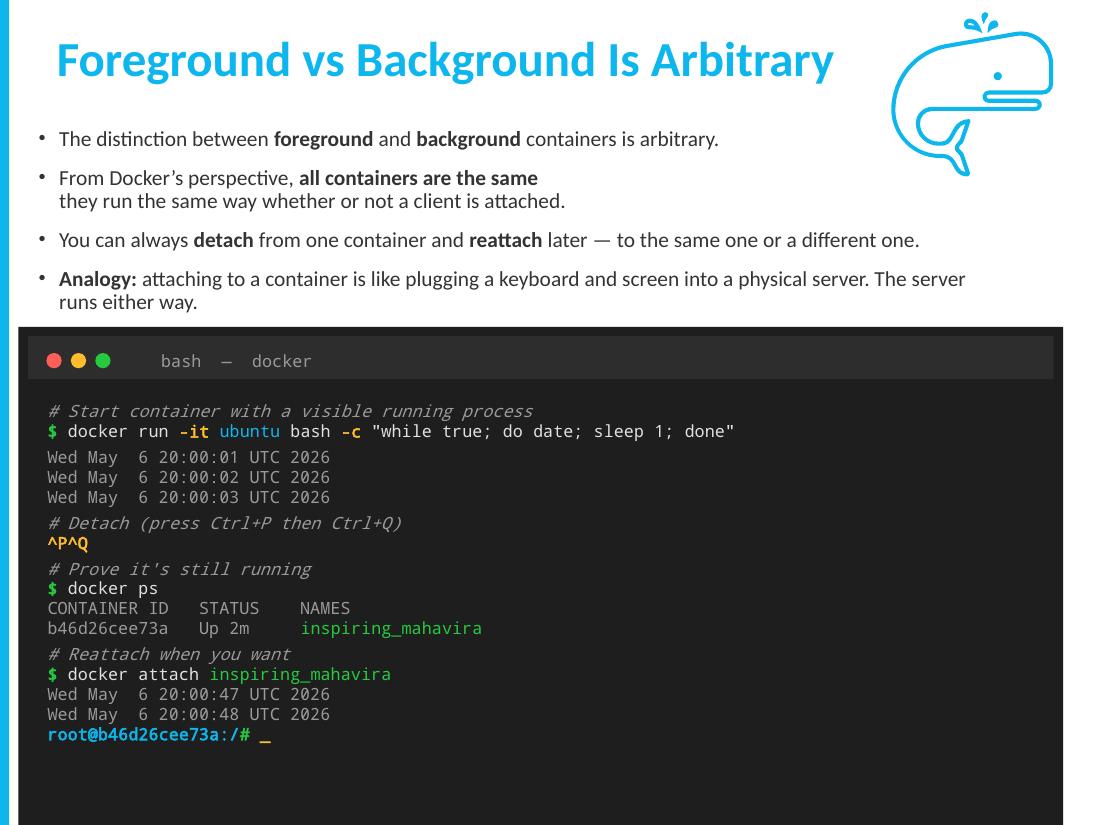 Foreground vs Background Is Arbitrary
• The distinction between foreground and background containers is arbitrary.
• From Docker’s perspective, all containers are the same
they run the same way whether or not a client is attached.
• You can always detach from one container and reattach later — to the same one or a different one.
• Analogy: attaching to a container is like plugging a keyboard and screen into a physical server. The server
runs either way.
bash — docker
# Start container with a visible running process
$ docker run -it ubuntu bash -c "while true; do date; sleep 1; done"
Wed May  6 20:00:01 UTC 2026
Wed May  6 20:00:02 UTC 2026
Wed May  6 20:00:03 UTC 2026
# Detach (press Ctrl+P then Ctrl+Q)
^P^Q
# Prove it's still running
$ docker ps
CONTAINER ID   STATUS    NAMES
b46d26cee73a   Up 2m     inspiring_mahavira
# Reattach when you want
$ docker attach inspiring_mahavira
Wed May  6 20:00:47 UTC 2026
Wed May  6 20:00:48 UTC 2026
root@b46d26cee73a:/# _